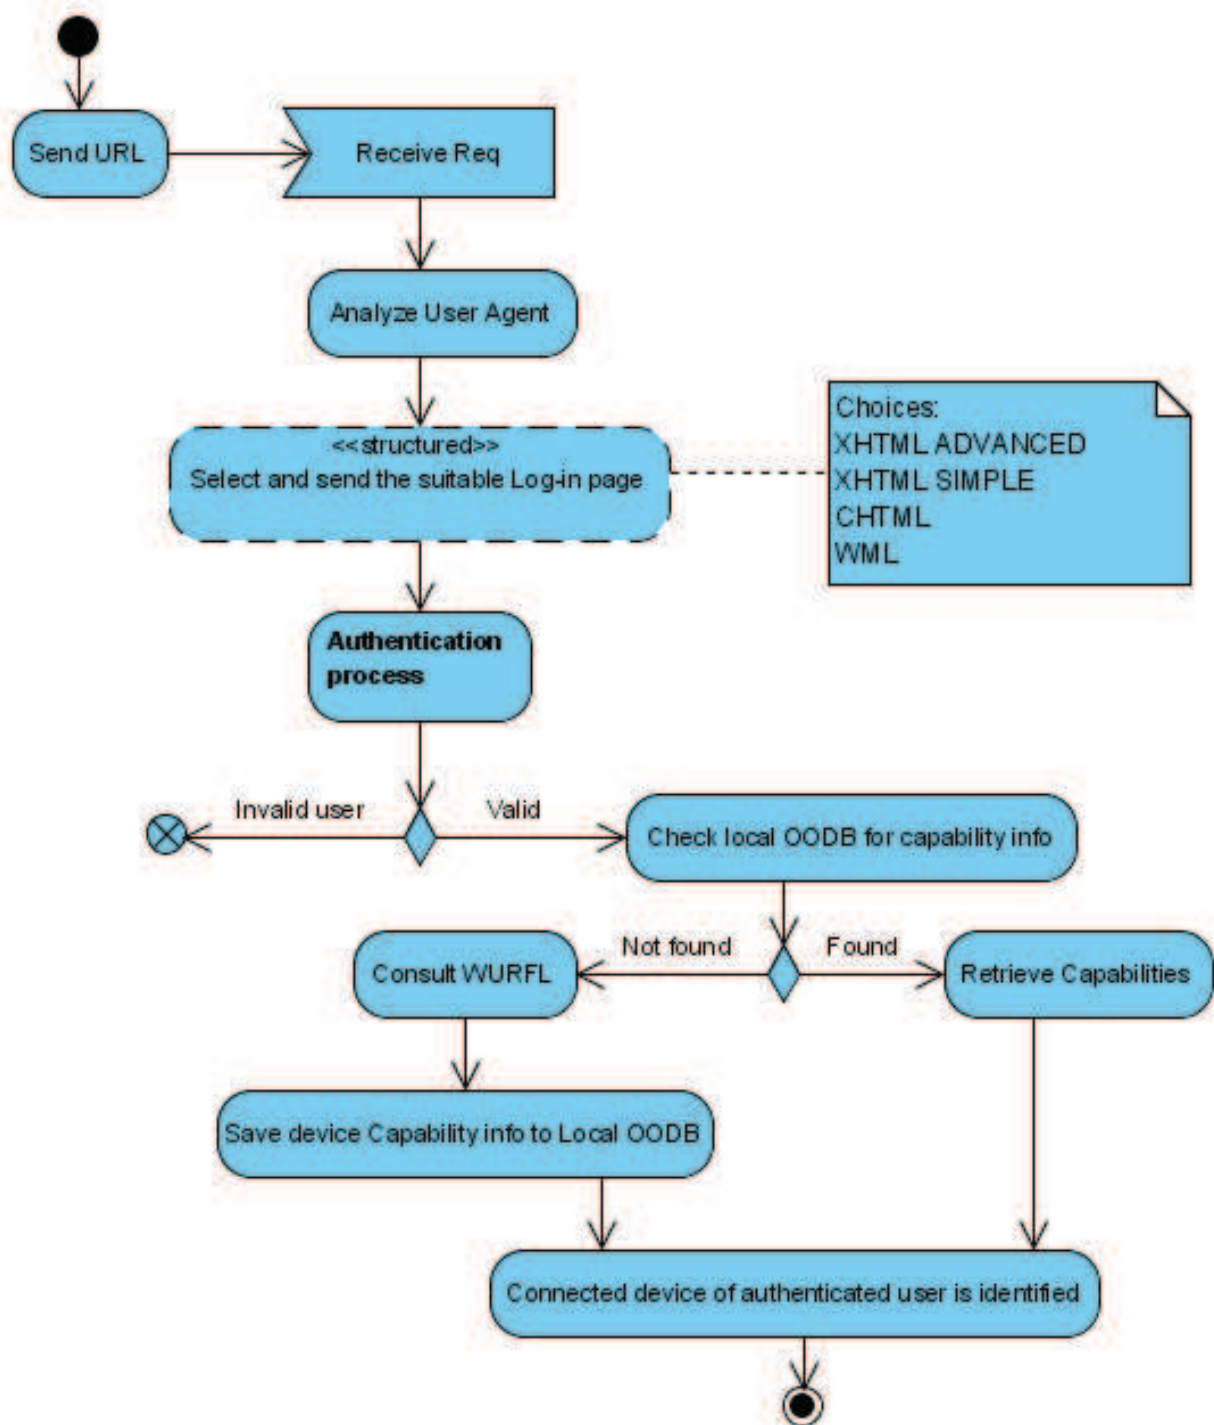 Send URL
Receive Req
Analyze User Agent
<<structured>>
Select and send the suitable Log-in page
Choices:
XHTML ADVANCED
XHTML SIMPLE
CHTML
WML
Authentication
process
Invalid user
Valid
Check local OODB for capability info
Not found
Found
Consult WURFL
Retrieve Capabilities
Save device Capability info to Local OODB
Connected device of authenticated user is identified